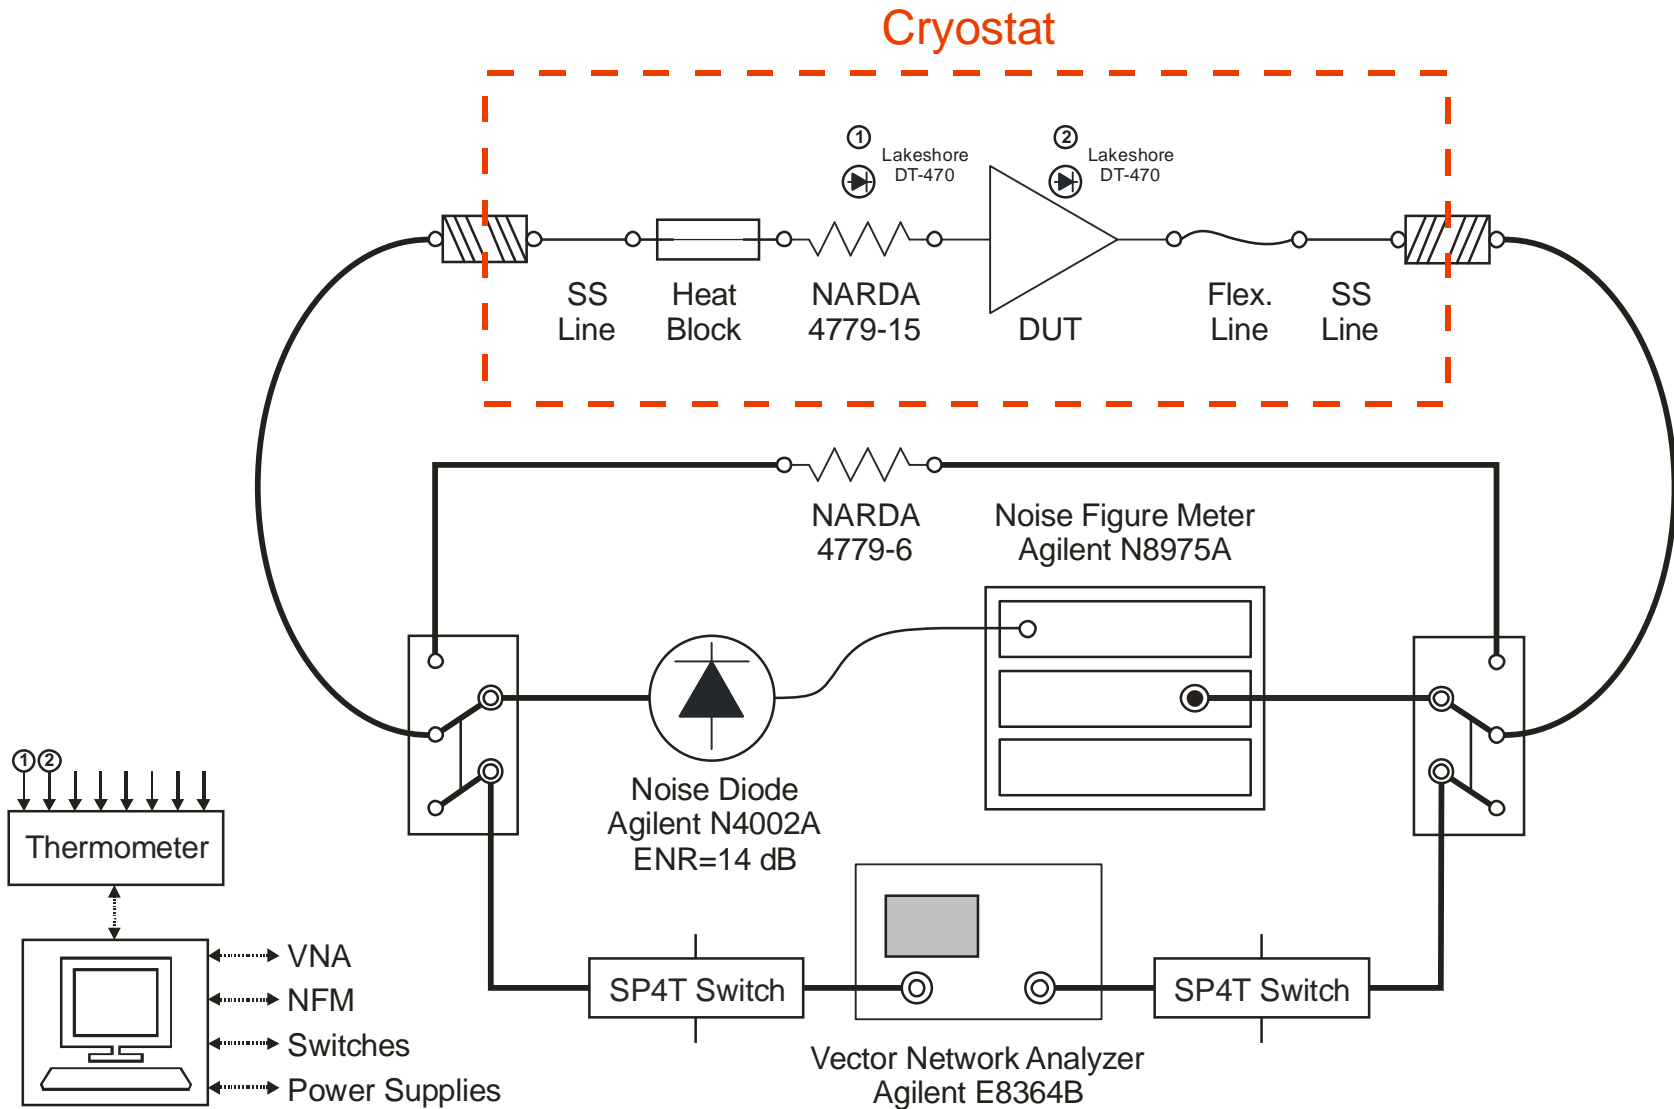 Cryostat
1
Lakeshore
DT-470
2
Lakeshore
DT-470
SS
Line
Heat
Block
NARDA
4779-15
DUT
Flex.
Line
SS
Line
NARDA
4779-6
Noise Figure Meter
Agilent N8975A
Noise Diode
Agilent N4002A
ENR=14 dB
1 2
Thermometer
VNA
NFM
Switches
Power Supplies
SP4T Switch
SP4T Switch
Vector Network Analyzer
Agilent E8364B